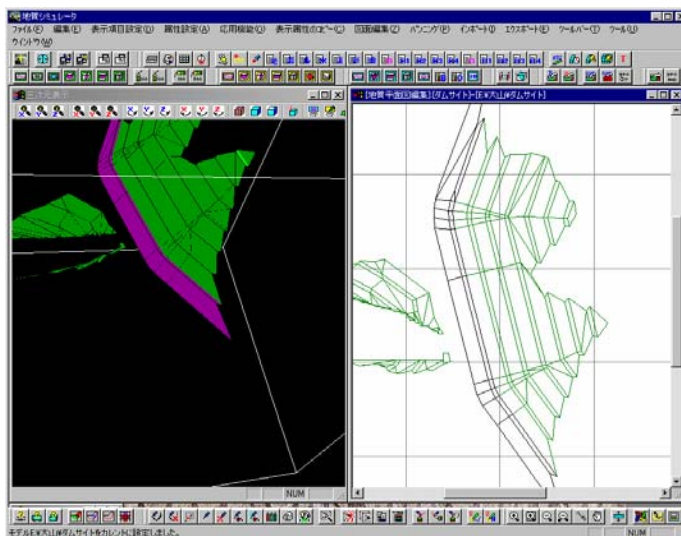 地質シミュレータ
ファイル(F) 編集(E) 表示項目設定(D) 属性設定(A) 応用機能(O) 表示属性のコピー(C) 図面編集(Z) パンニング(P) インポート(I) エクスポート(E) ツールバー(T) ツール(U)
ウインドウ(W)
三次元表示
[地質平面図編集][ダムサイト]-[E¥大山¥ダムサイト]
NUM
モデルE¥大山¥ダムサイトをカレントに設定しました。
NUM